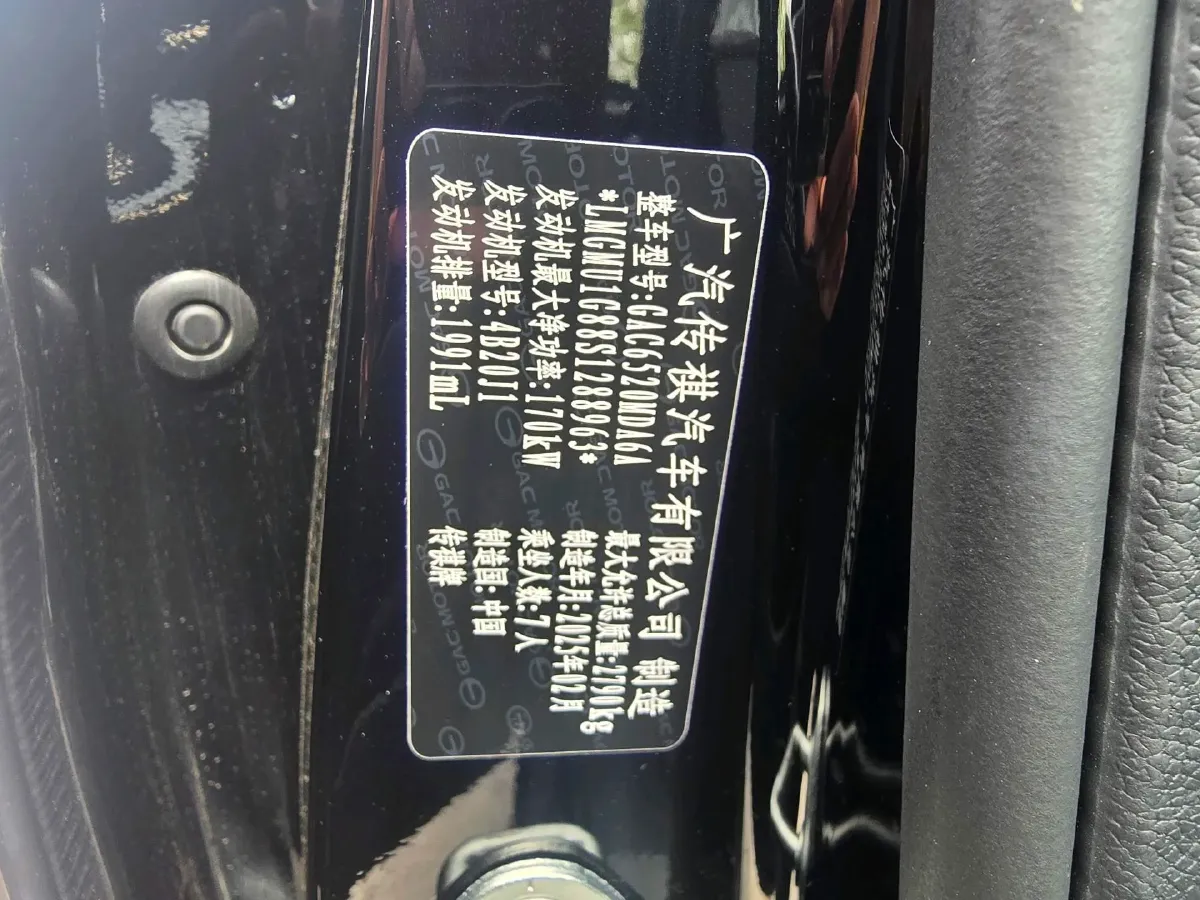 广汽传祺汽车有限公司 制造
整车型号:GAC6520MDA6A
*LMGMU1G88S1288963*
发动机最大净功率:170kW
发动机型号:4B20J1
发动机排量:1991mL
最大允许总质量:2790kg
制造年月:2025年02月
乘坐人数:7人
制造国:中国
传祺牌
GAC MOTOR